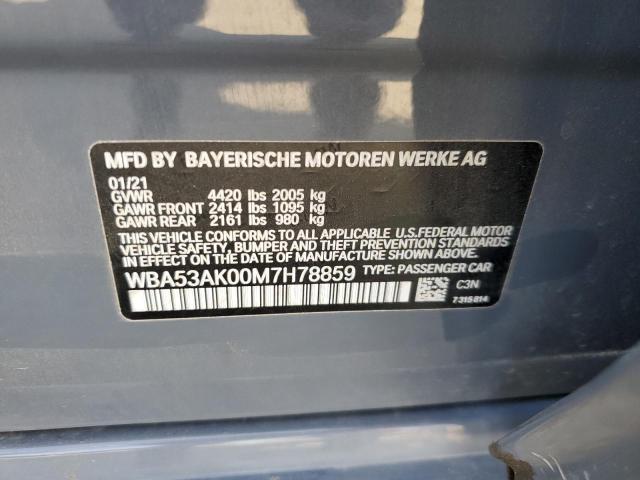 MFD BY BAYERISCHE MOTOREN WERKE AG
01/21
GVWR 4420 lbs 2005 kg
GAWR FRONT 2414 lbs 1095 kg
GAWR REAR 2161 lbs 980 kg
THIS VEHICLE CONFORMS TO ALL APPLICABLE U.S.FEDERAL MOTOR
VEHICLE SAFETY, BUMPER AND THEFT PREVENTION STANDARDS
IN EFFECT ON THE DATE OF MANUFACTURE SHOWN ABOVE.
WBA53AK00M7H78859 TYPE: PASSENGER CAR
C3N
7315814